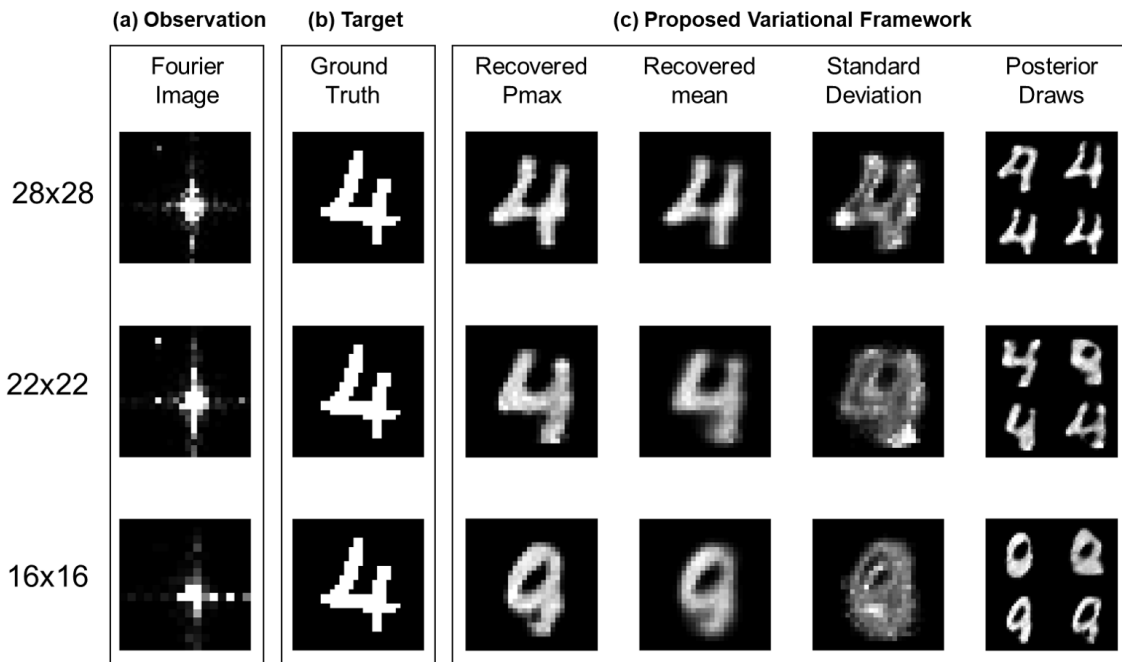 (a) Observation
(b) Target
(c) Proposed Variational Framework
Fourier
Image
Ground
Truth
Recovered
Pmax
Recovered
mean
Standard
Deviation
Posterior
Draws
28x28
22x22
16x16